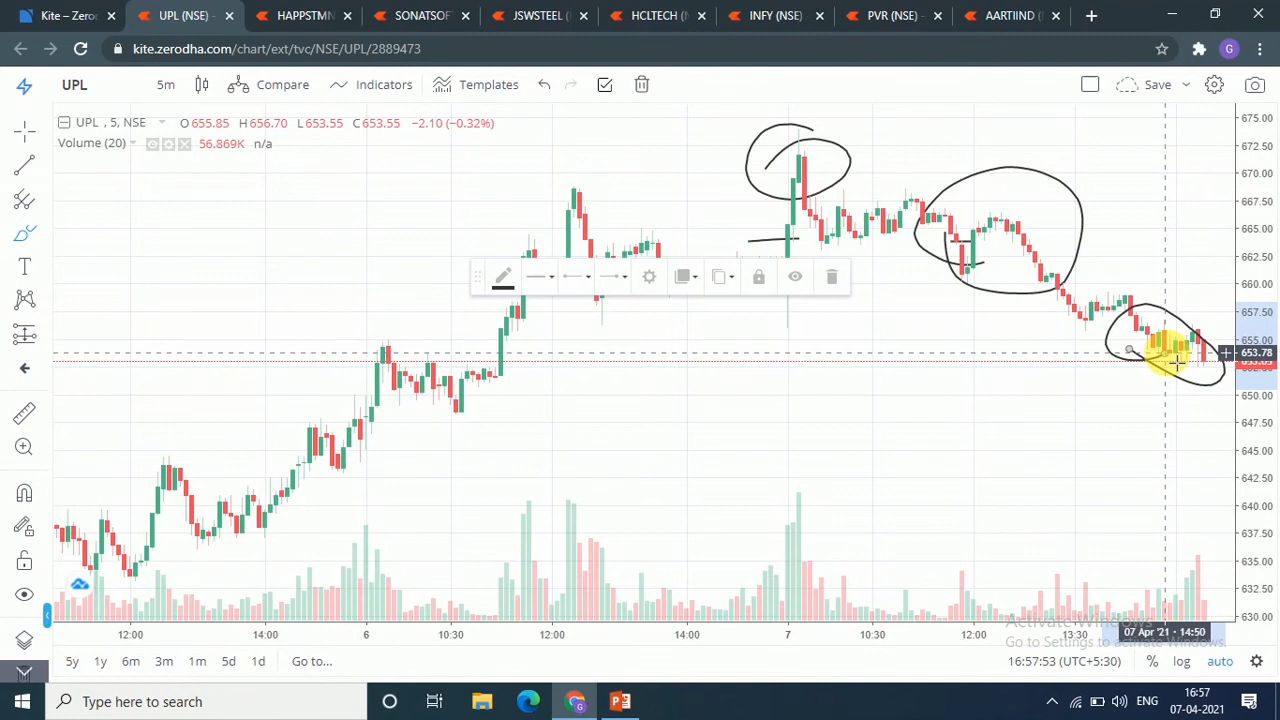 Kite – Zerod
UPL (NSE) -
HAPPSTMN
SONATSOF
JSWSTEEL (
HCLTECH (N
INFY (NSE)
PVR (NSE) -
AARTIIND (
kite.zerodha.com/chart/ext/tvc/NSE/UPL/2889473
G
UPL
5m
Compare
Indicators
Templates
Save
UPL , 5, NSE
O655.85 H656.70 L653.55 C653.55 −2.10 (−0.32%)
Volume (20)
56.869K n/a
675.00
672.50
670.00
667.50
665.00
662.50
660.00
657.50
655.00
653.78
650.00
647.50
645.00
642.50
640.00
637.50
635.00
632.50
630.00
12:00
14:00
6
10:30
12:00
14:00
7
10:30
12:00
13:30
07 Apr '21 - 14:50
Activate Windows
Go to Settings to activate Windows.
5y
1y
6m
3m
1m
5d
1d
Go to...
16:57:53 (UTC+5:30)
%
log
auto
Type here to search
ENG
16:57
07-04-2021